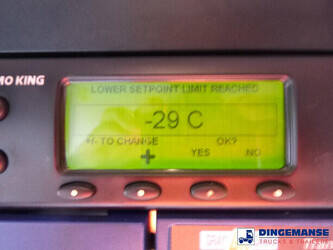 MO KING
LOWER SETPOINT LIMIT REACHED
-29 C
+/- TO CHANGE OK?
+ YES NO
DINGEMANSE
TRUCKS & TRAILERS